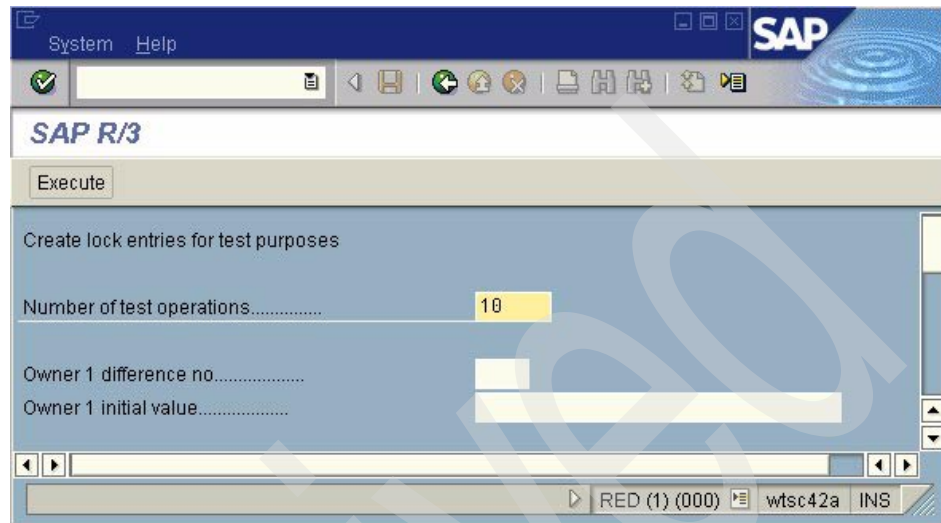 System Help
SAP
SAP R/3
Execute
Create lock entries for test purposes
Number of test operations............... 10
Owner 1 difference no...................
Owner 1 initial value...................
RED (1) (000) wtsc42a INS